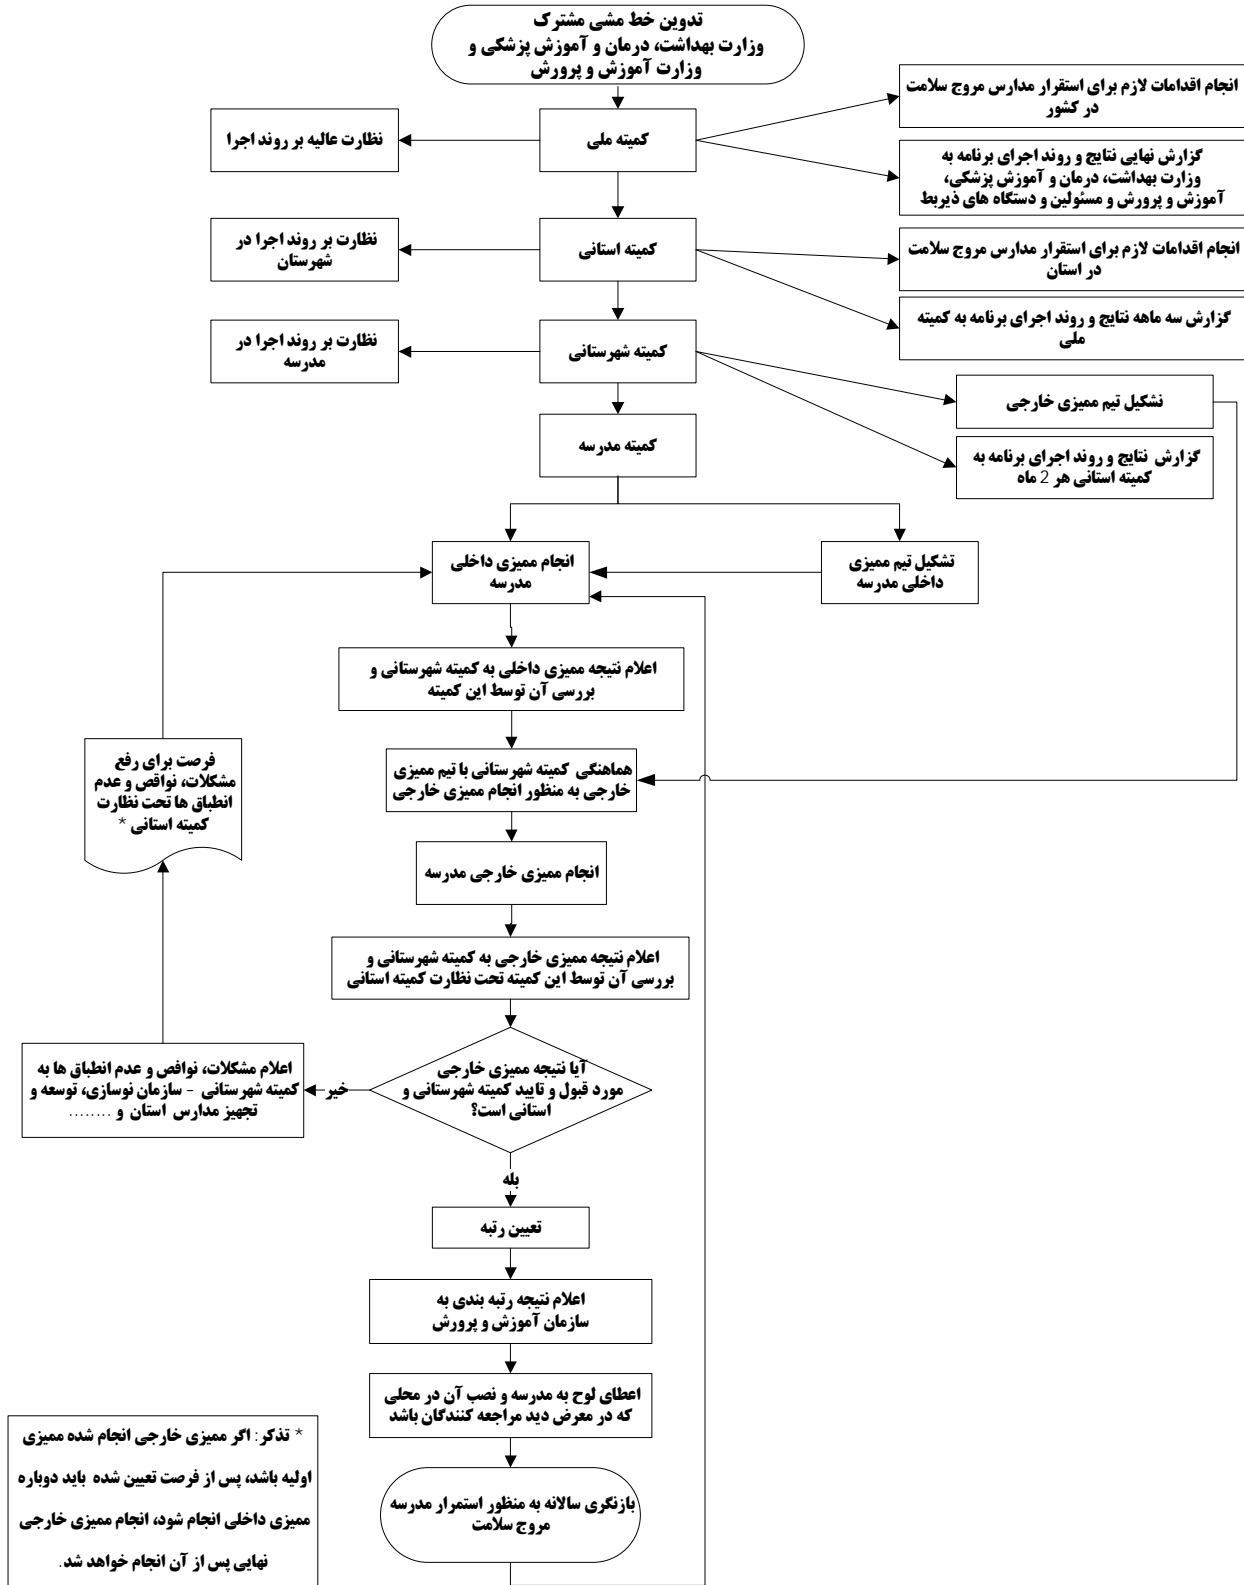 تدوین خط مشی مشترک
وزارت بهداشت، درمان و آموزش پزشکی و
وزارت آموزش و پرورش
انجام اقدامات لازم برای استقرار مدارس مروج سلامت
در کشور
کمیته ملی
نظارت عالیه بر روند اجرا
گزارش نهایی نتایج و روند اجرای برنامه به
وزارت بهداشت، درمان و آموزش پزشکی،
آموزش و پرورش و مسئولین و دستگاه های ذیربط
انجام اقدامات لازم برای استقرار مدارس مروج سلامت
در استان
کمیته استانی
نظارت بر روند اجرا در
شهرستان
گزارش سه ماهه نتایج و روند اجرای برنامه به کمیته
ملی
کمیته شهرستانی
نظارت بر روند اجرا در
مدرسه
نشکیل تیم ممیزی خارجی
کمیته مدرسه
گزارش نتایج و روند اجرای برنامه به
کمیته استانی هر 2 ماه
تشکیل تیم ممیزی
داخلی مدرسه
انجام ممیزی داخلی
مدرسه
اعلام نتیجه ممیزی داخلی به کمیته شهرستانی و
بررسی آن توسط این کمیته
هماهنگی کمیته شهرستانی با تیم ممیزی
خارجی به منظور انجام ممیزی خارجی
فرصت برای رفع
مشکلات، نواقص و عدم
انطباق ها تحت نظارت
کمیته استانی *
انجام ممیزی خارجی مدرسه
اعلام نتیجه ممیزی خارجی به کمیته شهرستانی و
بررسی آن توسط این کمیته تحت نظارت کمیته استانی
آیا نتیجه ممیزی خارجی
مورد قبول و تایید کمیته شهرستانی و
استانی است؟
خیر
اعلام مشکلات، نواقص و عدم انطباق ها به
کمیته شهرستانی - سازمان نوسازی، توسعه و
تجهیز مدارس استان و ........
بله
تعیین رتبه
اعلام نتیجه رتبه بندی به
سازمان آموزش و پرورش
اعطای لوح به مدرسه و نصب آن در محلی
که در معرض دید مراجعه کنندگان باشد
بازنگری سالانه به منظور استمرار مدرسه
مروج سلامت
* تذکر: اگر ممیزی خارجی انجام شده ممیزی
اولیه باشد، پس از فرصت تعیین شده باید دوباره
ممیزی داخلی انجام شود، انجام ممیزی خارجی
نهایی پس از آن انجام خواهد شد.